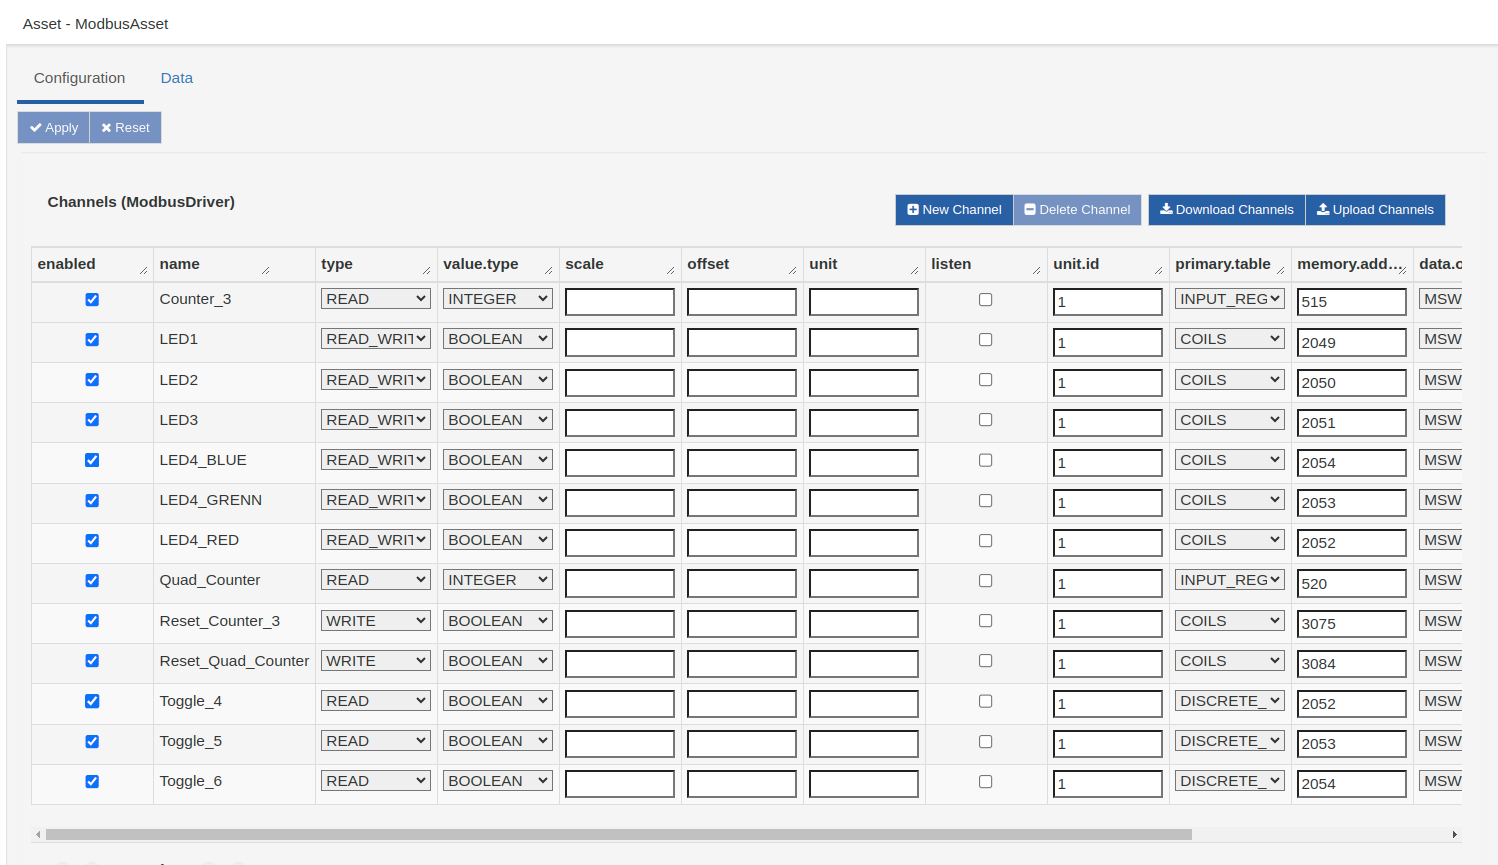 Asset - ModbusAsset
Configuration Data
Apply Reset
Channels (ModbusDriver) New Channel Delete Channel Download Channels Upload Channels
enabled name type value.type scale offset unit listen unit.id primary.table memory.add... data.o
Counter_3 READ INTEGER 1 INPUT_REG 515 MSW
LED1 READ_WRIT BOOLEAN 1 COILS 2049 MSW
LED2 READ_WRIT BOOLEAN 1 COILS 2050 MSW
LED3 READ_WRIT BOOLEAN 1 COILS 2051 MSW
LED4_BLUE READ_WRIT BOOLEAN 1 COILS 2054 MSW
LED4_GRENN READ_WRIT BOOLEAN 1 COILS 2053 MSW
LED4_RED READ_WRIT BOOLEAN 1 COILS 2052 MSW
Quad_Counter READ INTEGER 1 INPUT_REG 520 MSW
Reset_Counter_3 WRITE BOOLEAN 1 COILS 3075 MSW
Reset_Quad_Counter WRITE BOOLEAN 1 COILS 3084 MSW
Toggle_4 READ BOOLEAN 1 DISCRETE_ 2052 MSW
Toggle_5 READ BOOLEAN 1 DISCRETE_ 2053 MSW
Toggle_6 READ BOOLEAN 1 DISCRETE_ 2054 MSW